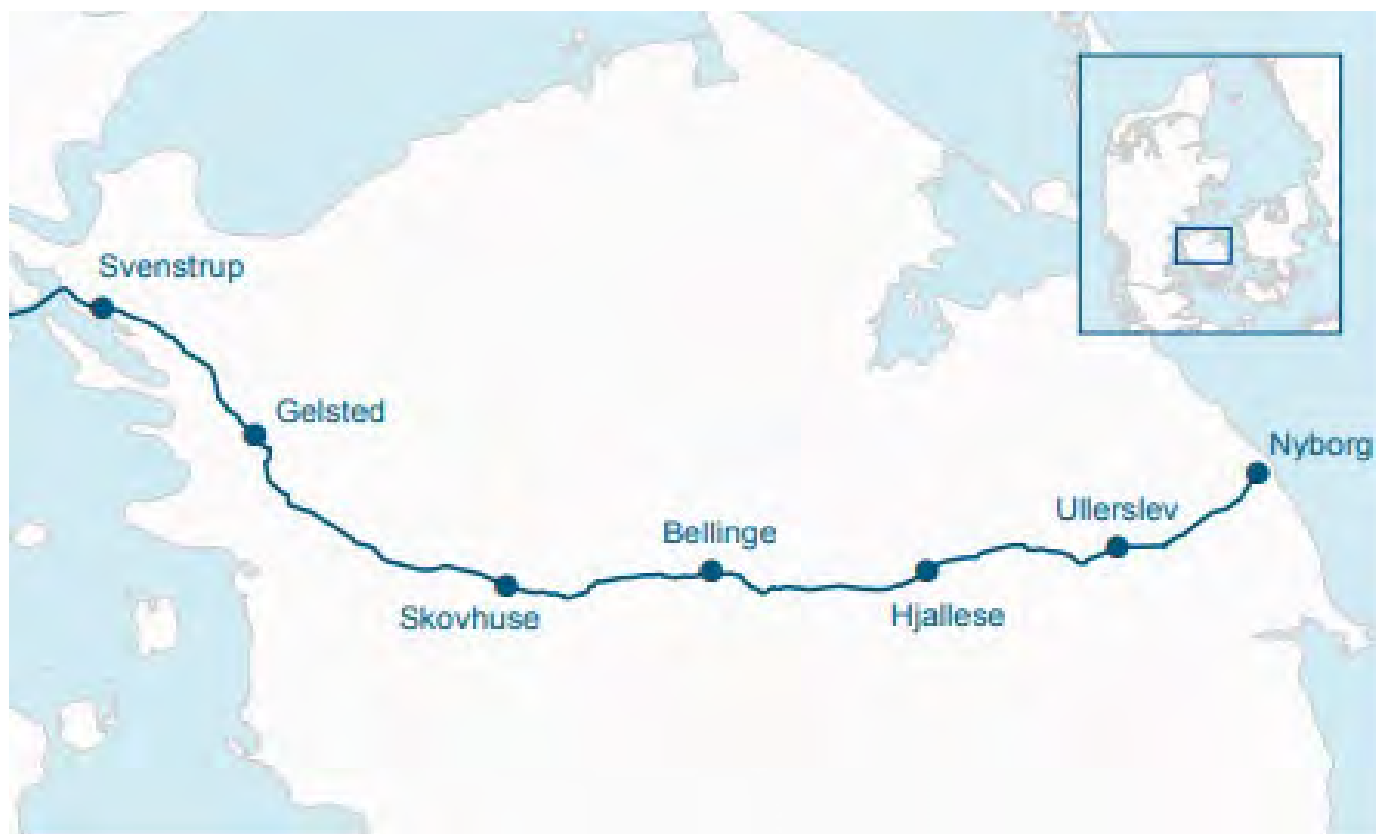 Svenstrup
Gelsted
Nyborg
Ullerslev
Bellinge
Skovhuse
Hjallese